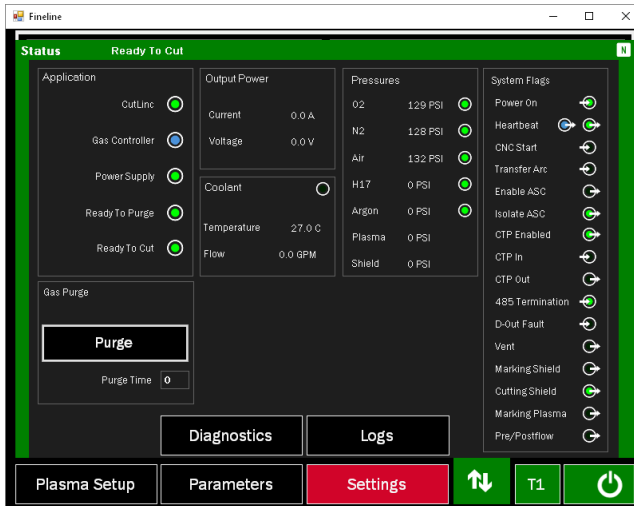 Fineline
Status Ready To Cut N
Application
CutLinc
Gas Controller
Power Supply
Ready To Purge
Ready To Cut
Output Power
Current 0.0 A
Voltage 0.0 V
Coolant
Temperature 27.0 C
Flow 0.0 GPM
Pressures
O2 129 PSI
N2 128 PSI
Air 132 PSI
H17 0 PSI
Argon 0 PSI
Plasma 0 PSI
Shield 0 PSI
System Flags
Power On
Heartbeat
CNC Start
Transfer Arc
Enable ASC
Isolate ASC
CTP Enabled
CTP In
CTP Out
485 Termination
D-Out Fault
Vent
Marking Shield
Cutting Shield
Marking Plasma
Pre/Postflow
Gas Purge
Purge
Purge Time 0
Diagnostics Logs
Plasma Setup Parameters Settings T1